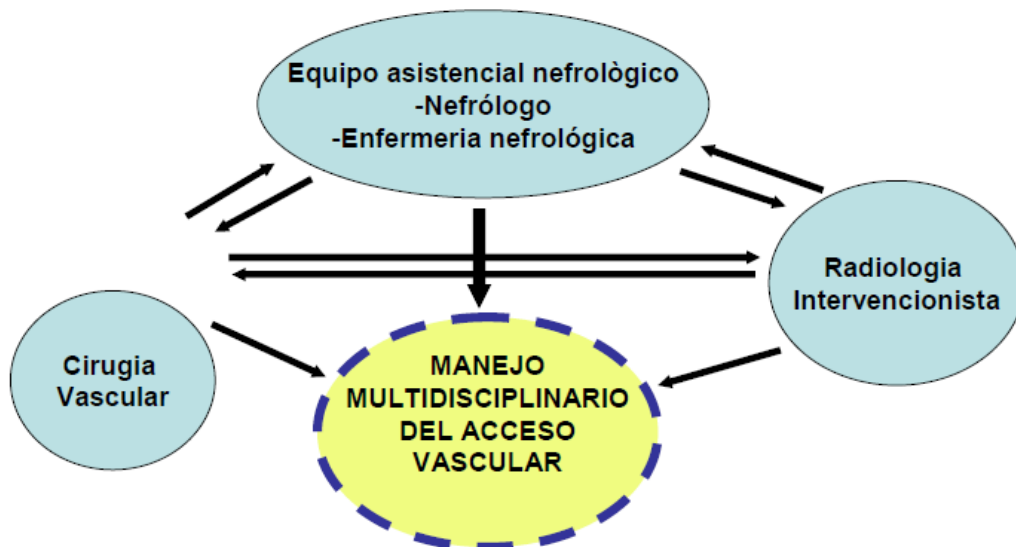 Equipo asistencial nefrològico
-Nefrólogo
-Enfermeria nefrológica
Radiologia
Intervencionista
Cirugia
Vascular
MANEJO
MULTIDISCIPLINARIO
DEL ACCESO
VASCULAR